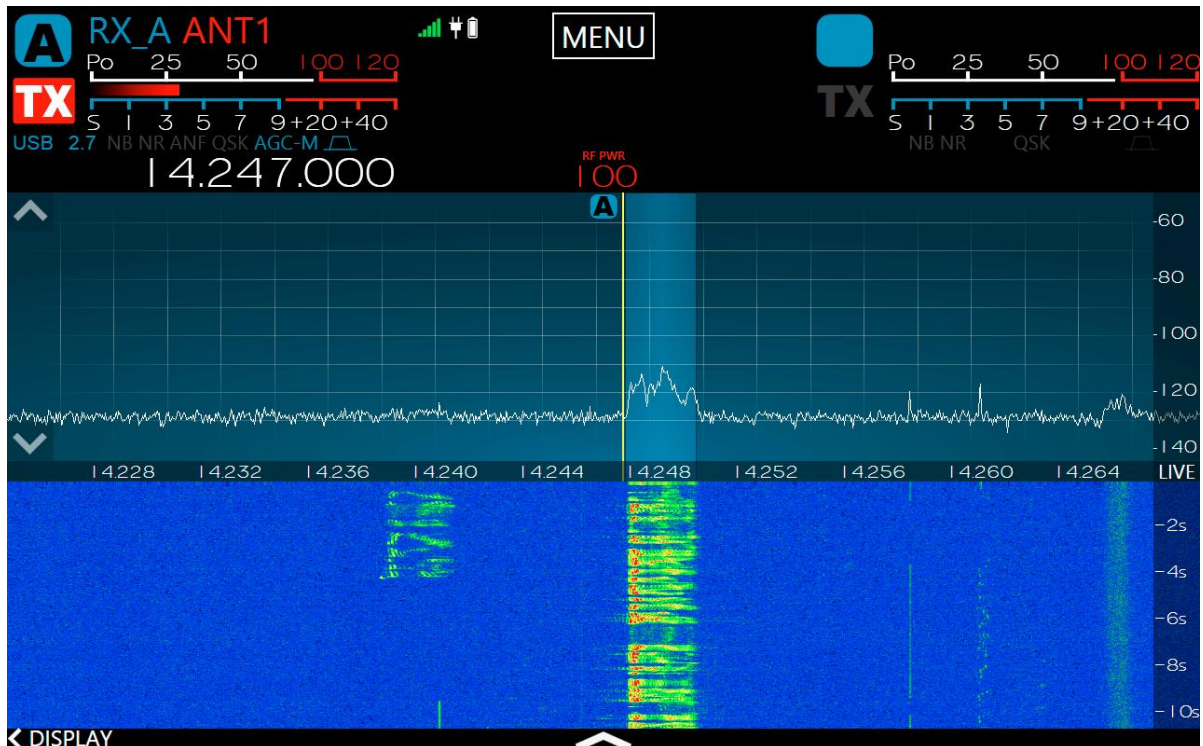 A RX_A ANT1 MENU
Po 25 50 100 120 Po 25 50 100 120
TX TX
S 1 3 5 7 9+20+40 S 1 3 5 7 9+20+40
USB 2.7 NB NR ANF QSK AGC-M NB NR QSK
14.247.000
RF PWR
100
A
-60
-80
-100
-120
-140
14.228 14.232 14.236 14.240 14.244 14.248 14.252 14.256 14.260 14.264 LIVE
-2s
-4s
-6s
-8s
-10s
< DISPLAY